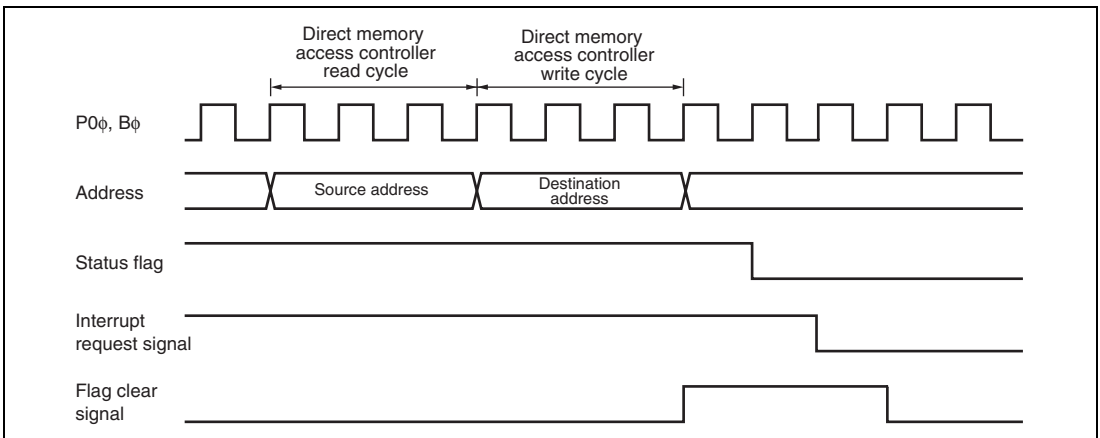 Direct memory
access controller
read cycle
Direct memory
access controller
write cycle
P0ϕ, Bϕ
Address
Source address
Destination
address
Status flag
Interrupt
request signal
Flag clear
signal